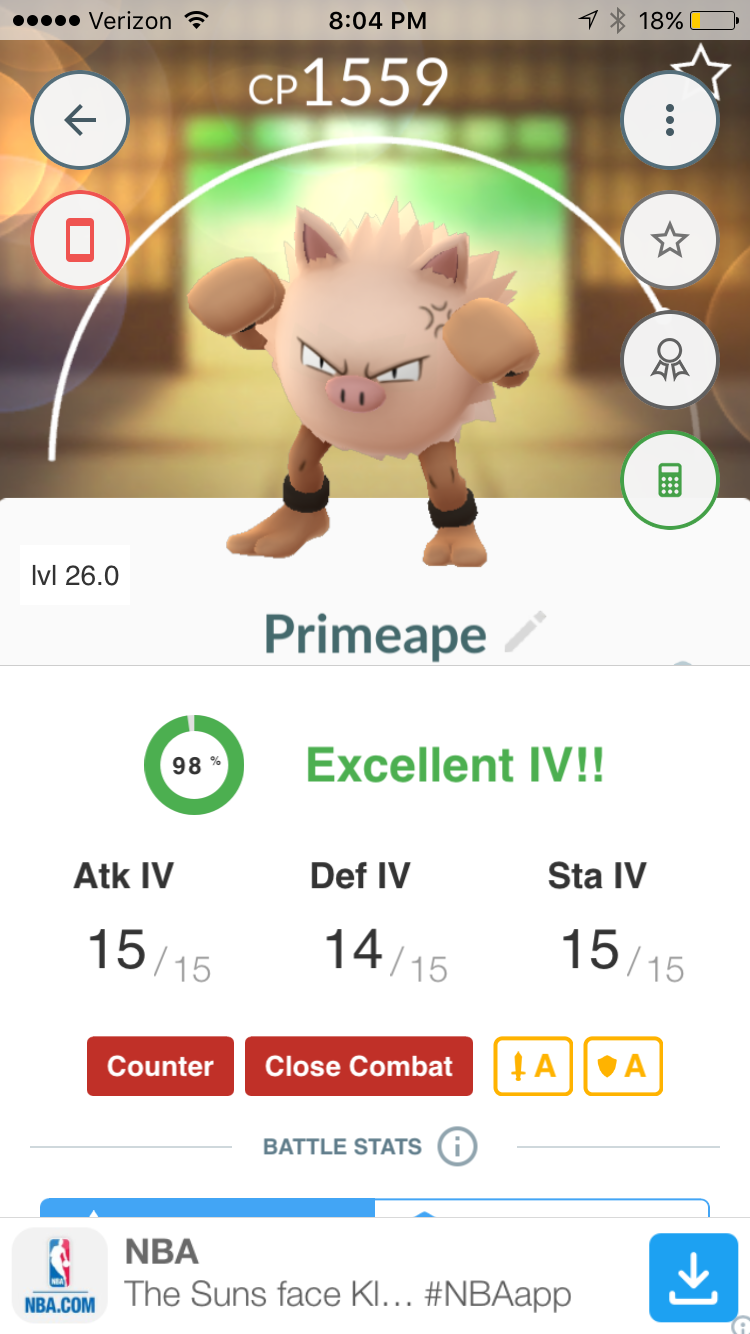 Verizon 8:04 PM 18%
CP1559
lvl 26.0
Primeape
98 % Excellent IV!!
Atk IV Def IV Sta IV
15/15 14/15 15/15
Counter Close Combat A A
BATTLE STATS i
NBA
The Suns face Kl... #NBAapp
NBA.COM